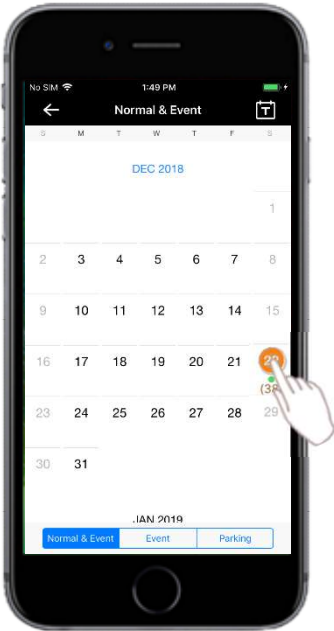 No SIM 1:49 PM
Normal & Event T
S M T W T F S
DEC 2018
1
2 3 4 5 6 7 8
9 10 11 12 13 14 15
16 17 18 19 20 21
(38
23 24 25 26 27 28 29
30 31
JAN 2019
Normal & Event Event Parking